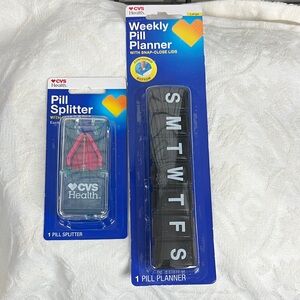 CVS
Health.
Pill
Splitter
CVS
Health.
1 PILL SPLITTER
CVS
Health.
Weekly
Pill
Planner
WITH SNAP-CLOSE LIDS
S
M
T
W
T
F
S
1 PILL PLANNER